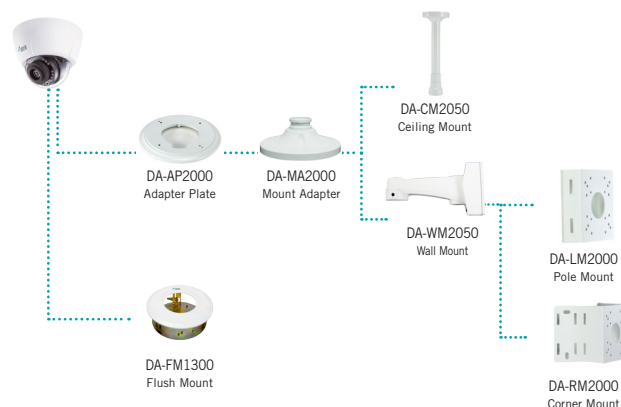 DA-CM2050
Ceiling Mount
DA-AP2000
Adapter Plate
DA-MA2000
Mount Adapter
DA-WM2050
Wall Mount
DA-LM2000
Pole Mount
DA-FM1300
Flush Mount
DA-RM2000
Corner Mount